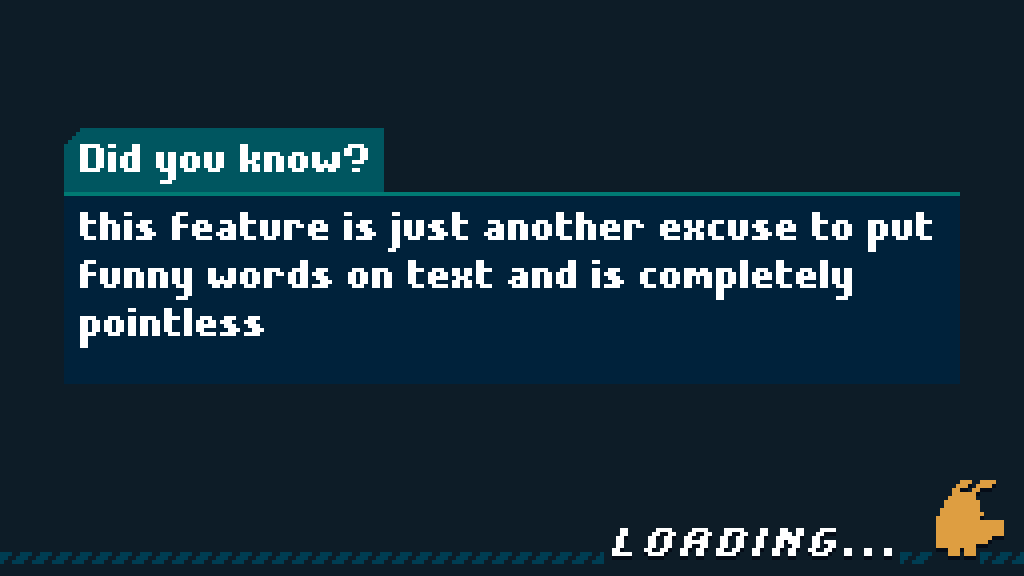 Did you know?
this feature is just another excuse to put
funny words on text and is completely
pointless
LOADING...